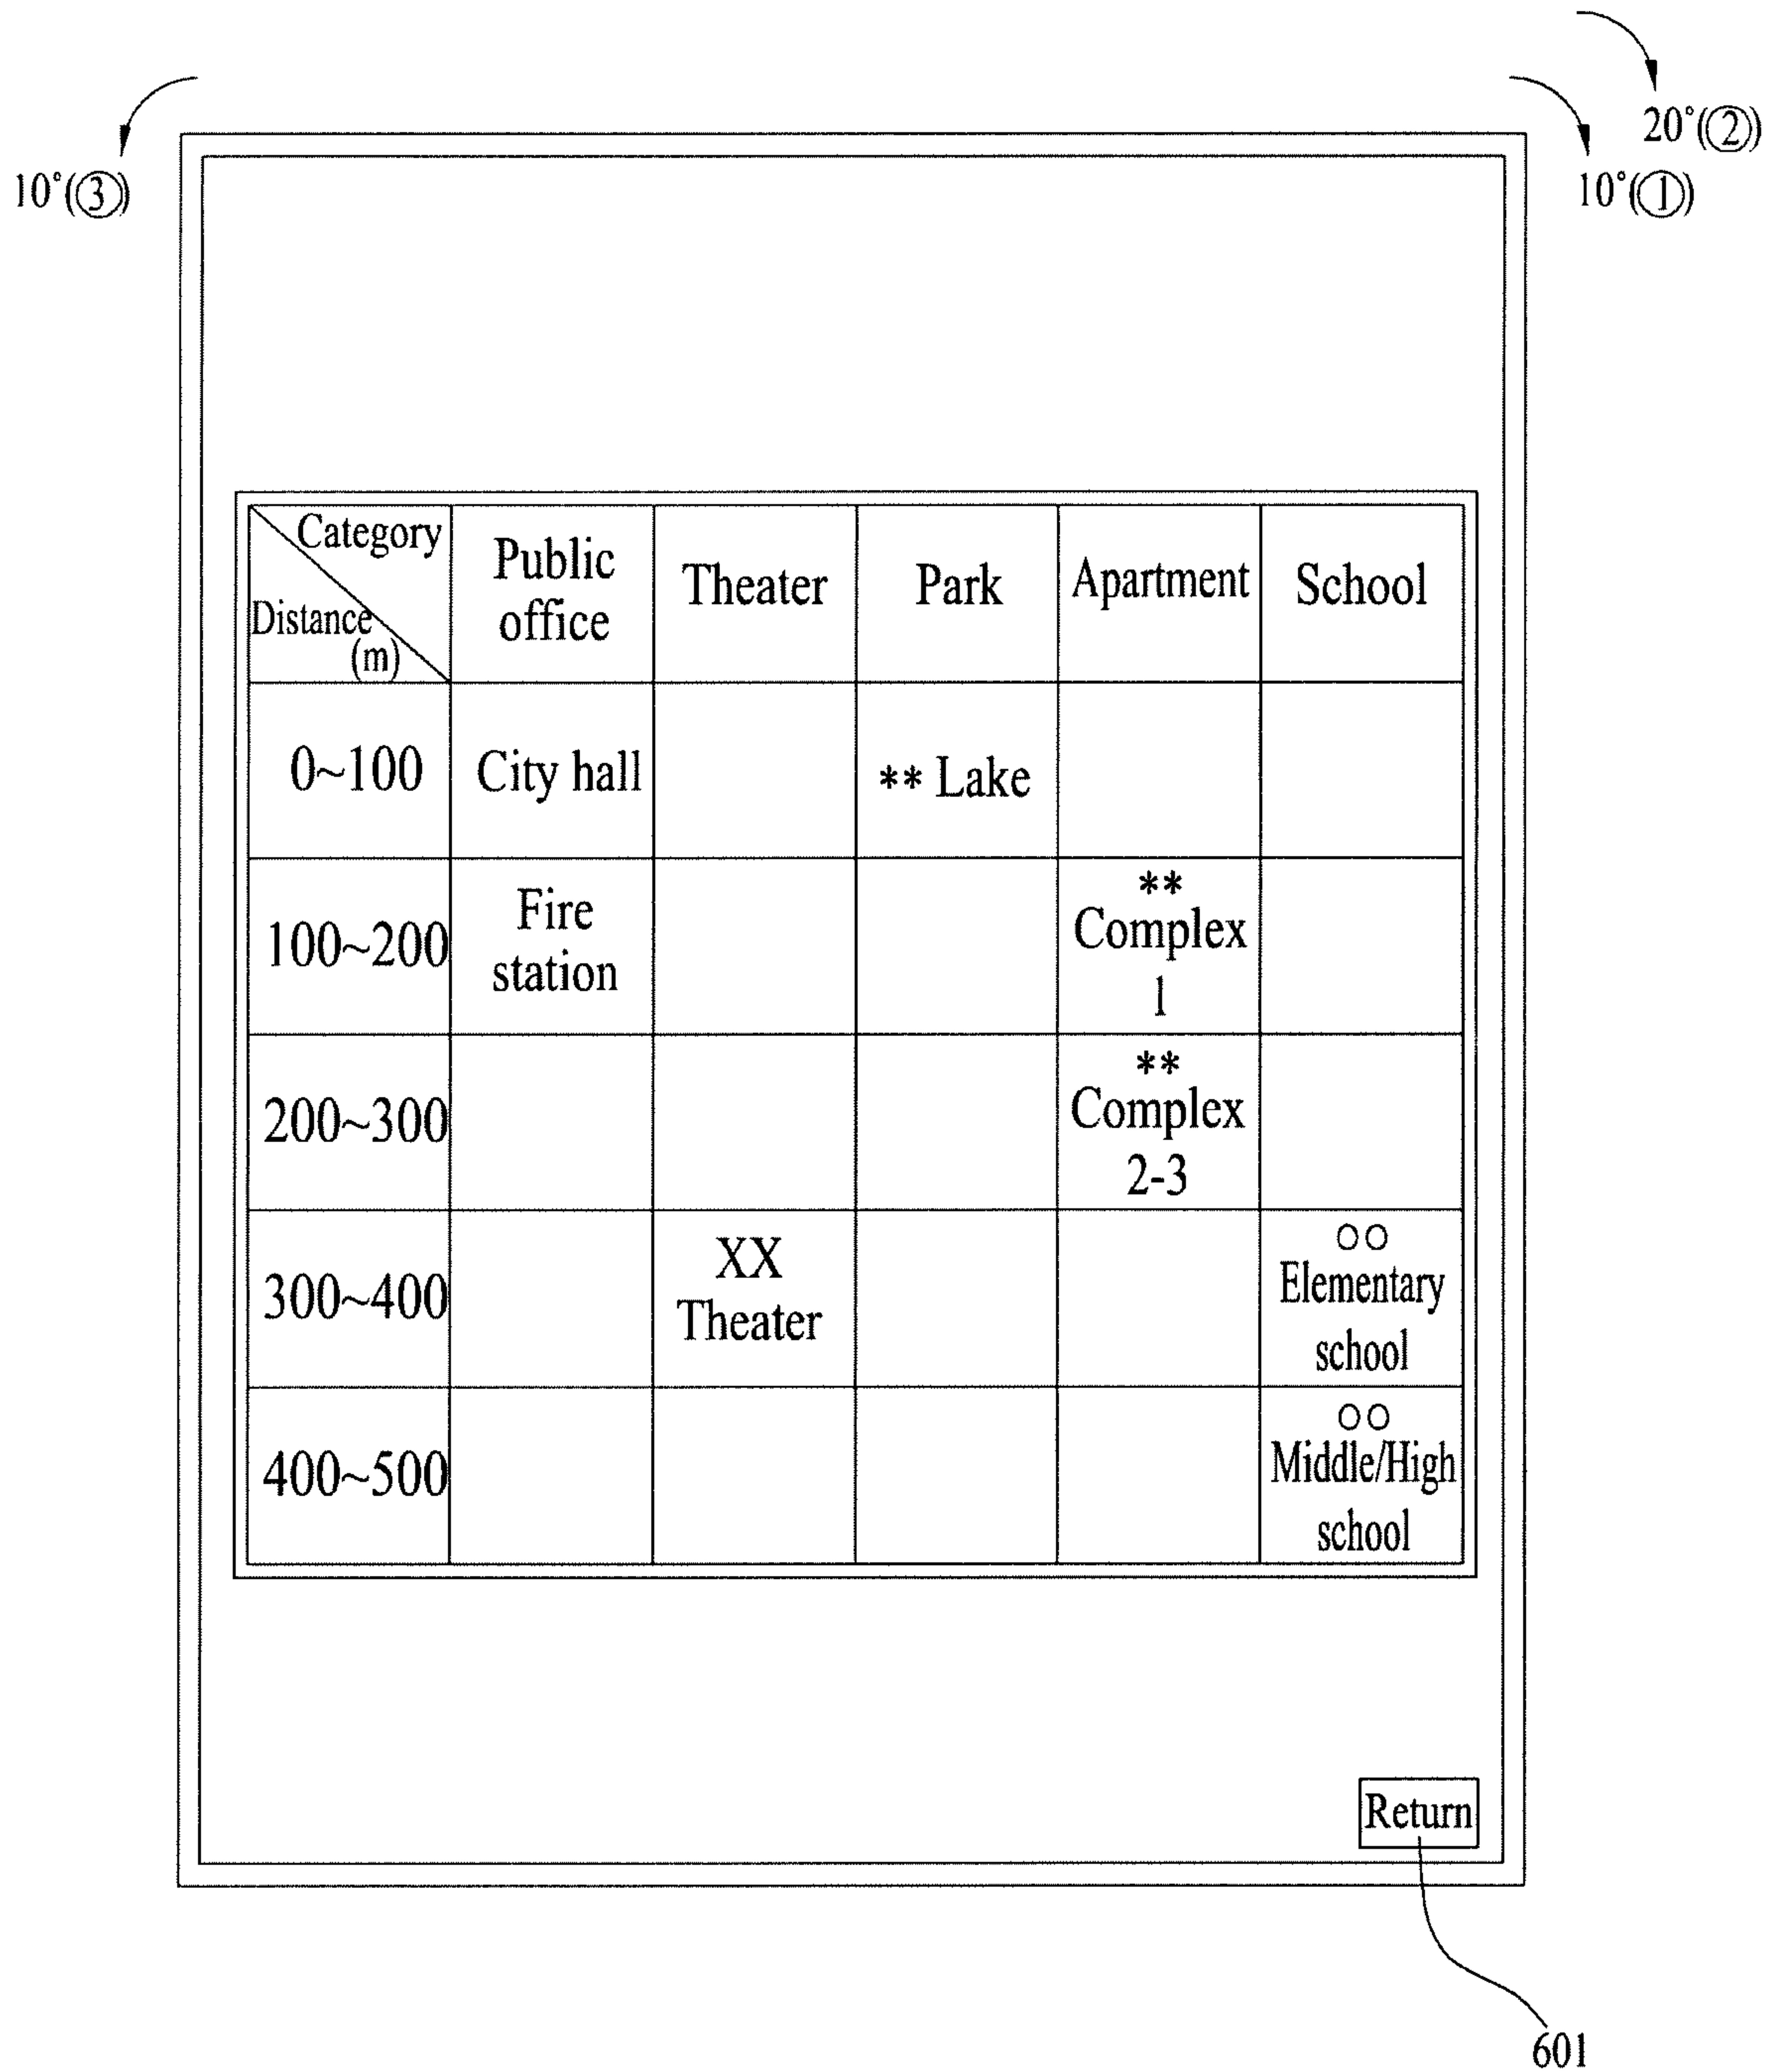 20°(②)
10°(③)
10°(①)
Category
Distance
(m)
Public
office
Theater
Park
Apartment
School
0~100
City hall
** Lake
100~200
Fire
station
**
Complex
1
200~300
**
Complex
2-3
300~400
XX
Theater
○○
Elementary
school
400~500
○○
Middle/High
school
Return
601